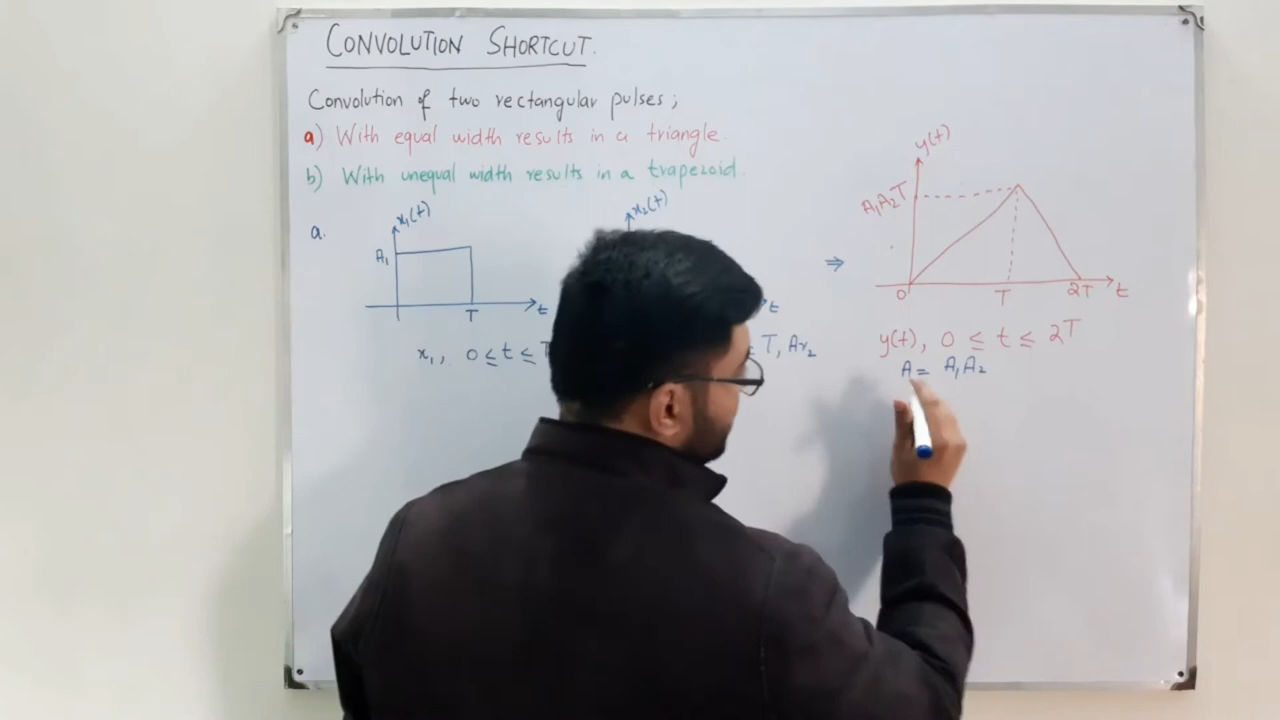 CONVOLUTION SHORTCUT.
Convolution of two rectangular pulses;
a) With equal width results in a triangle.
b) With unequal width results in a trapezoid.
a.
x₁(t)
A₁
T
t
x₁, 0 ≤ t ≤ T
x₂(t)
t
T, Ar₂
⇒
y(t)
A₁A₂T
0
T
2T
t
y(t), 0 ≤ t ≤ 2T
A = A₁A₂